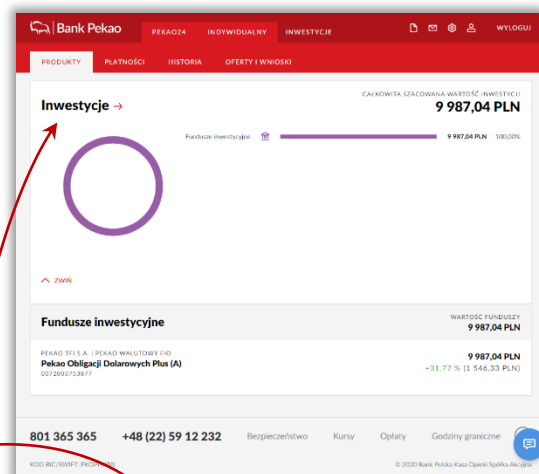 Bank Pekao PEKAO24 INDYWIDUALNY INWESTYCJE WYLOGUJ
PRODUKTY PŁATNOŚCI HISTORIA OFERTY I WNIOSKI
Inwestycje →
CAŁKOWITA SZACOWANA WARTOŚĆ INWESTYCJI
9 987,04 PLN
Fundusze inwestycyjne 9 987,04 PLN 100,00%
ZWIŃ
Fundusze inwestycyjne
WARTOŚĆ FUNDUSZY
9 987,04 PLN
PEKAO TFI S.A. | PEKAO WALUTOWY FIO
Pekao Obligacji Dolarowych Plus (A)
0072008753877
9 987,04 PLN
+31,77 % (1 546,33 PLN)
801 365 365 +48 (22) 59 12 232 Bezpieczeństwo Kursy Opłaty Godziny graniczne
KOD BIC/SWIFT:
© 2020 Bank Polska Kasa Opieki Spółka Akcyjna